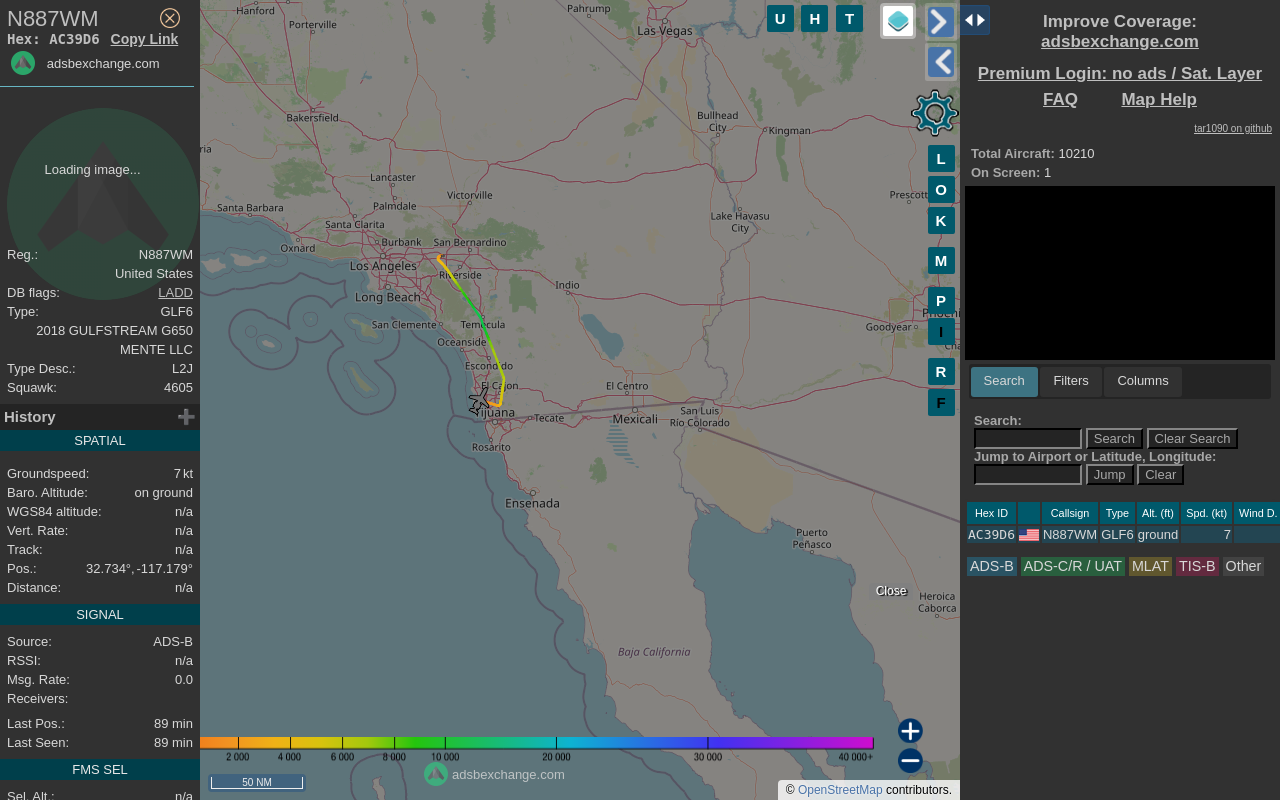 N887WM
Hex: AC39D6 Copy Link
adsbexchange.com
Loading image...
Reg.: N887WM
United States
DB flags: LADD
Type: GLF6
2018 GULFSTREAM G650
MENTE LLC
Type Desc.: L2J
Squawk: 4605
History
SPATIAL
Groundspeed: 7 kt
Baro. Altitude: on ground
WGS84 altitude: n/a
Vert. Rate: n/a
Track: n/a
Pos.: 32.734°, -117.179°
Distance: n/a
SIGNAL
Source: ADS-B
RSSI: n/a
Msg. Rate: 0.0
Receivers:
Last Pos.: 89 min
Last Seen: 89 min
FMS SEL
Sel. Alt.: n/a
Hanford
Porterville
Pahrump
Las Vegas
Bakersfield
ria
Bullhead City
Kingman
Lancaster
Palmdale
Victorville
Prescott
Santa Barbara
Santa Clarita
Lake Havasu City
Oxnard
Burbank
San Bernardino
Los Angeles
Riverside
Long Beach
Indio
San Clemente
Temecula
Goodyear
Oceanside
Escondido
El Cajon
El Centro
Tijuana
Tecate
Mexicali
San Luis Río Colorado
Rosarito
Ensenada
Puerto Peñasco
Heroica Caborca
Baja California
Close
U H T
L
O
K
M
P
I
R
F
2 000 4 000 6 000 8 000 10 000 20 000 30 000 40 000+
50 NM
adsbexchange.com
© OpenStreetMap contributors.
Improve Coverage:
adsbexchange.com
Premium Login: no ads / Sat. Layer
FAQ Map Help
tar1090 on github
Total Aircraft: 10210
On Screen: 1
Search Filters Columns
Search:
Search Clear Search
Jump to Airport or Latitude, Longitude:
Jump Clear
Hex ID Callsign Type Alt. (ft) Spd. (kt) Wind D.
AC39D6 N887WM GLF6 ground 7
ADS-B ADS-C/R / UAT MLAT TIS-B Other